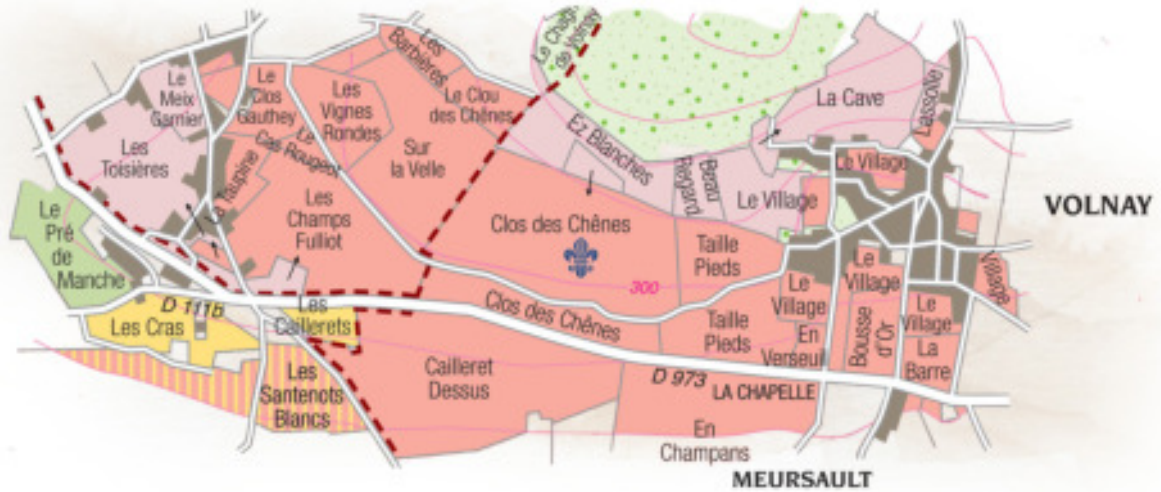 Le Chagn
de Volnay
Les
Barbières
Le
Meix
Garnier
Le
Clos
Gauthey
Les
Vignes
Rondes
Le Clou
des Chênes
La Cave
Lassolle
Les
Toisières
La Taupine
Le
Cas Rougeot
Sur
la Velle
Ez Blanches
Beau
Regard
Le Village
Le Village
VOLNAY
Le
Pré
de
Manche
Les
Champs
Fulliot
Clos des Chênes
Taille
Pieds
Le
Village
Le
Village
Village
300
D 111b
Les Cras
Les
Caillerets
Clos des Chênes
Taille
Pieds
En
Verseuil
Bousse
d'Or
Le
Village
La
Barre
Les
Santenots
Blancs
Cailleret
Dessus
D 973
LA CHAPELLE
En
Champans
MEURSAULT